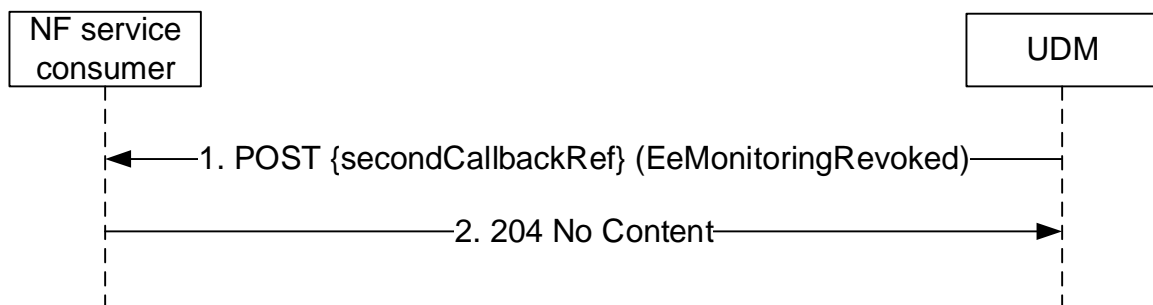 NF service
consumer
UDM
1. POST {secondCallbackRef} (EeMonitoringRevoked)
2. 204 No Content